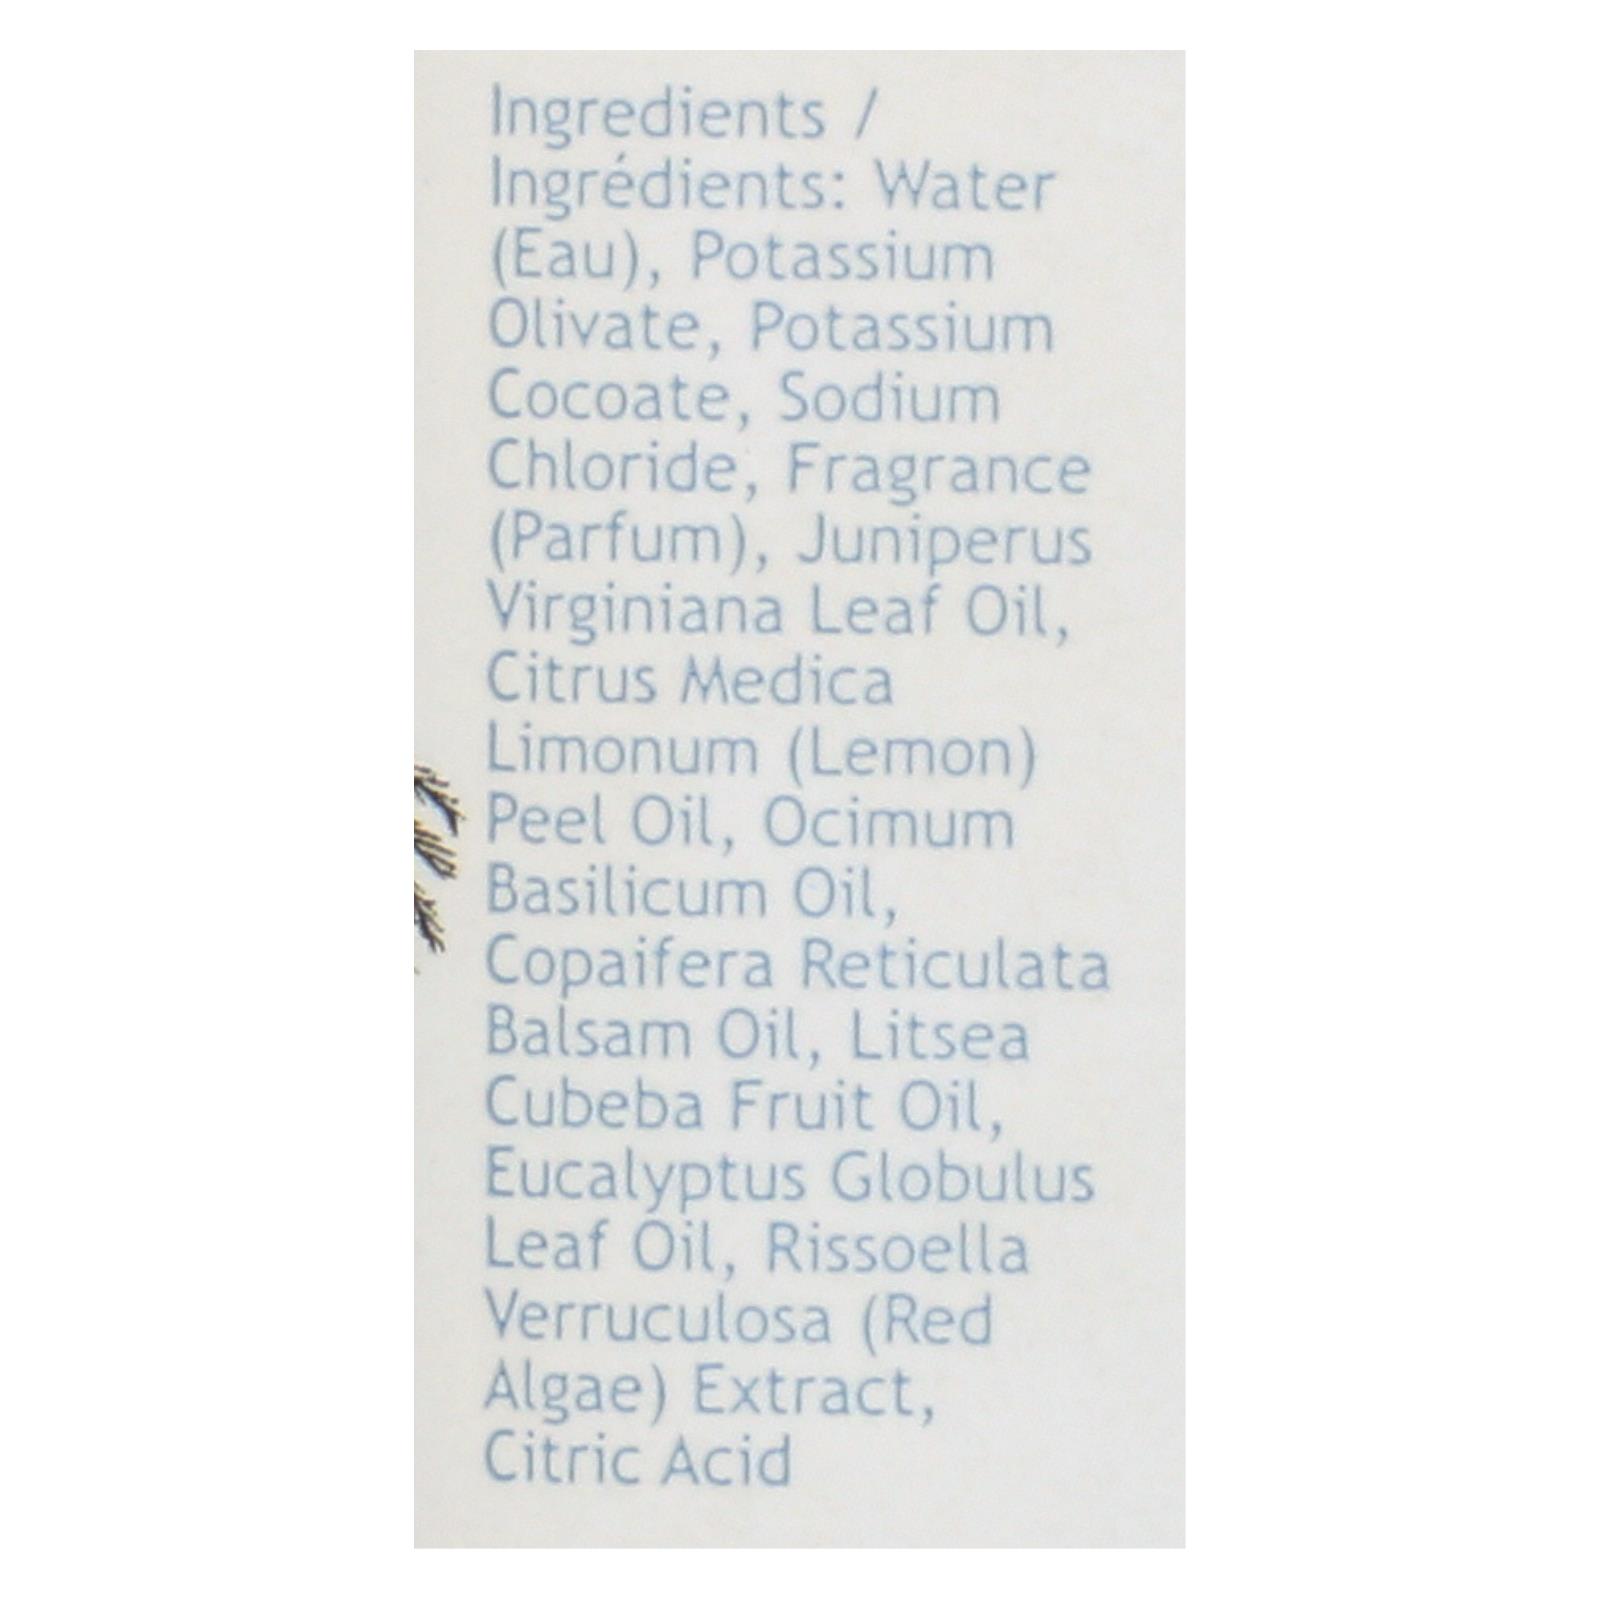 Ingredients /
Ingrédients: Water
(Eau), Potassium
Olivate, Potassium
Cocoate, Sodium
Chloride, Fragrance
(Parfum), Juniperus
Virginiana Leaf Oil,
Citrus Medica
Limonum (Lemon)
Peel Oil, Ocimum
Basilicum Oil,
Copaifera Reticulata
Balsam Oil, Litsea
Cubeba Fruit Oil,
Eucalyptus Globulus
Leaf Oil, Rissoella
Verruculosa (Red
Algae) Extract,
Citric Acid